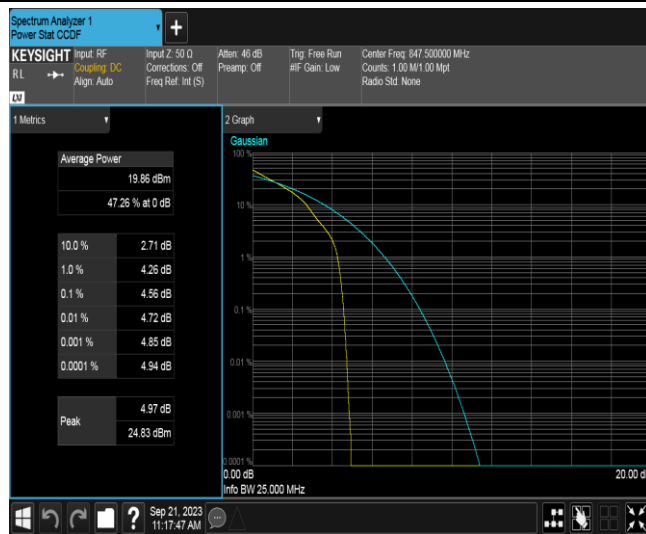 Spectrum Analyzer 1
Power Stat CCDF
+
KEYSIGHT
RL
LXI
Input: RF
Coupling: DC
Align: Auto
Input Z: 50 Ω
Corrections: Off
Freq Ref: Int (S)
Atten: 46 dB
Preamp: Off
Trig: Free Run
#IF Gain: Low
Center Freq: 847.500000 MHz
Counts: 1.00 M/1.00 Mpt
Radio Std: None
1 Metrics
Average Power
19.86 dBm
47.26 % at 0 dB
10.0 % 2.71 dB
1.0 % 4.26 dB
0.1 % 4.56 dB
0.01 % 4.72 dB
0.001 % 4.85 dB
0.0001 % 4.94 dB
Peak
4.97 dB
24.83 dBm
2 Graph
Gaussian
100 %
10 %
1 %
0.1 %
0.01 %
0.001 %
0.0001 %
0.00 dB
20.00 d
Info BW 25.000 MHz
?
Sep 21, 2023
11:17:47 AM